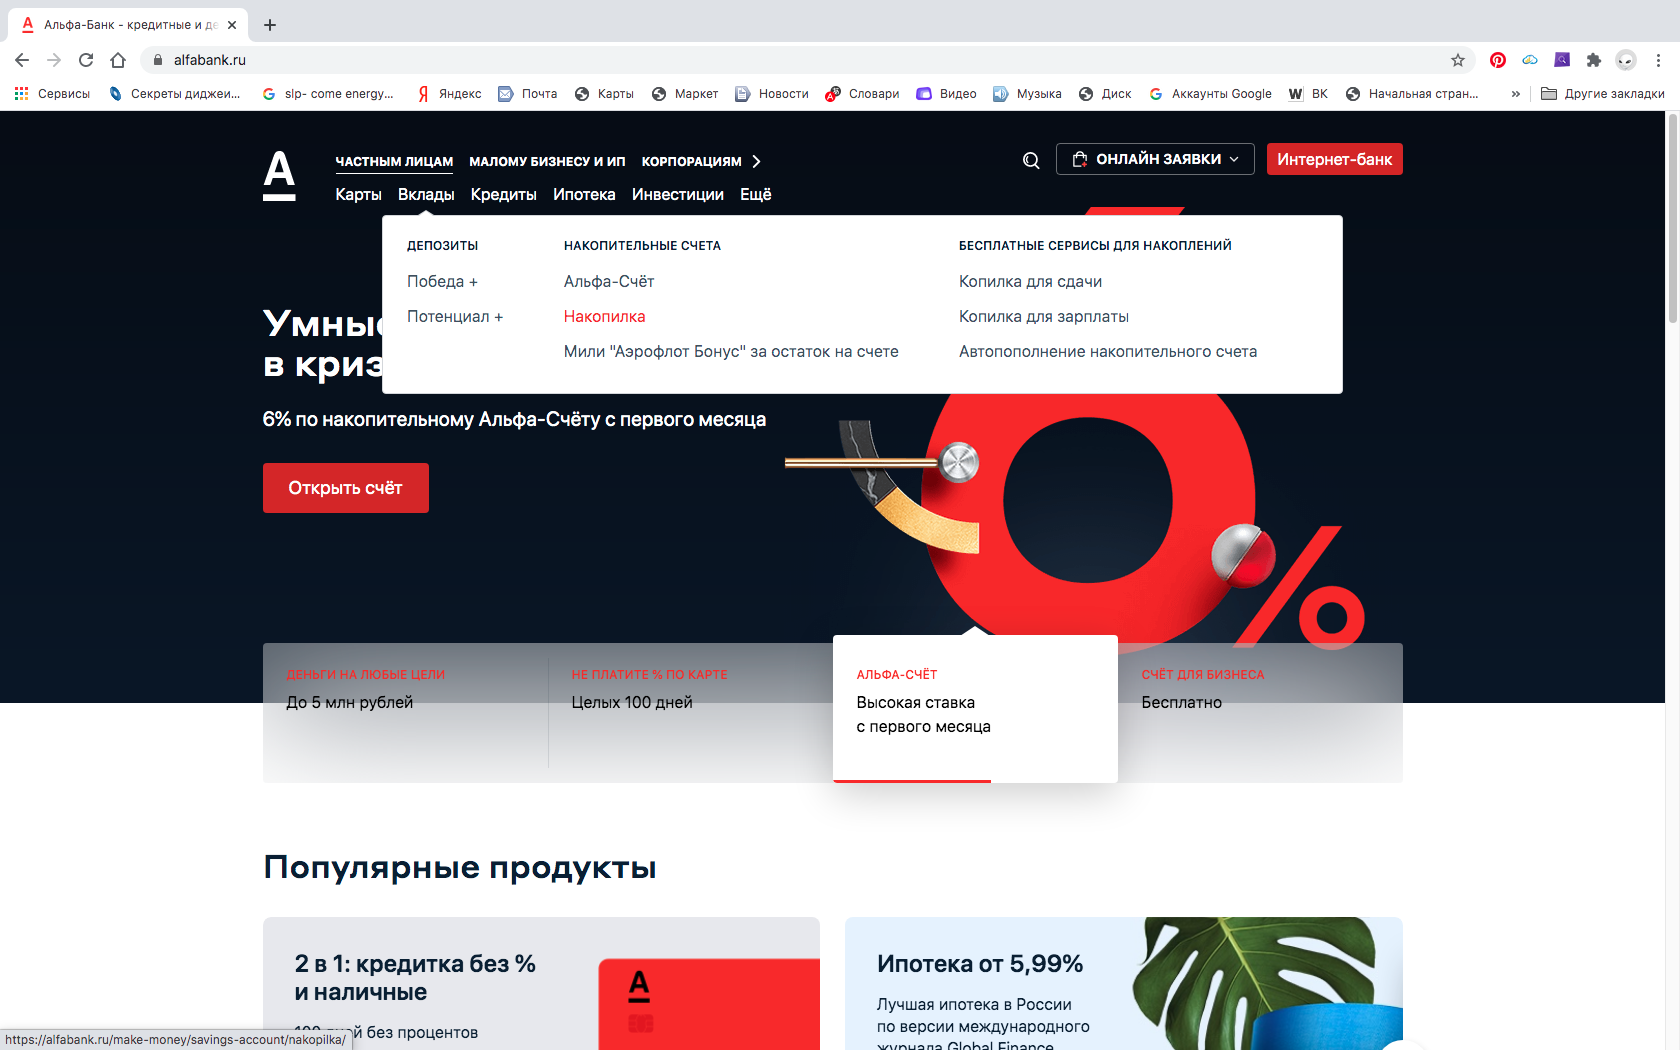 Альфа-Банк - кредитные и де
alfabank.ru
Сервисы
Секреты диджеи...
slp- come energy...
Яндекс
Почта
Карты
Маркет
Новости
Словари
Видео
Музыка
Диск
Аккаунты Google
ВК
Начальная стран...
»
Другие закладки
ЧАСТНЫМ ЛИЦАМ МАЛОМУ БИЗНЕСУ И ИП КОРПОРАЦИЯМ
ОНЛАЙН ЗАЯВКИ
Интернет-банк
Карты Вклады Кредиты Ипотека Инвестиции Ещё
ДЕПОЗИТЫ
Победа +
Потенциал +
НАКОПИТЕЛЬНЫЕ СЧЕТА
Альфа-Счёт
Накопилка
Мили "Аэрофлот Бонус" за остаток на счете
БЕСПЛАТНЫЕ СЕРВИСЫ ДЛЯ НАКОПЛЕНИЙ
Копилка для сдачи
Копилка для зарплаты
Автопополнение накопительного счета
Умные
в криз
6% по накопительному Альфа-Счёту с первого месяца
Открыть счёт
%
ДЕНЬГИ НА ЛЮБЫЕ ЦЕЛИ
До 5 млн рублей
НЕ ПЛАТИТЕ % ПО КАРТЕ
Целых 100 дней
АЛЬФА-СЧЁТ
Высокая ставка
с первого месяца
СЧЁТ ДЛЯ БИЗНЕСА
Бесплатно
Популярные продукты
2 в 1: кредитка без %
и наличные
100 дней без процентов
А
Ипотека от 5,99%
Лучшая ипотека в России
по версии международного
журнала Global Finance
https://alfabank.ru/make-money/savings-account/nakopilka/